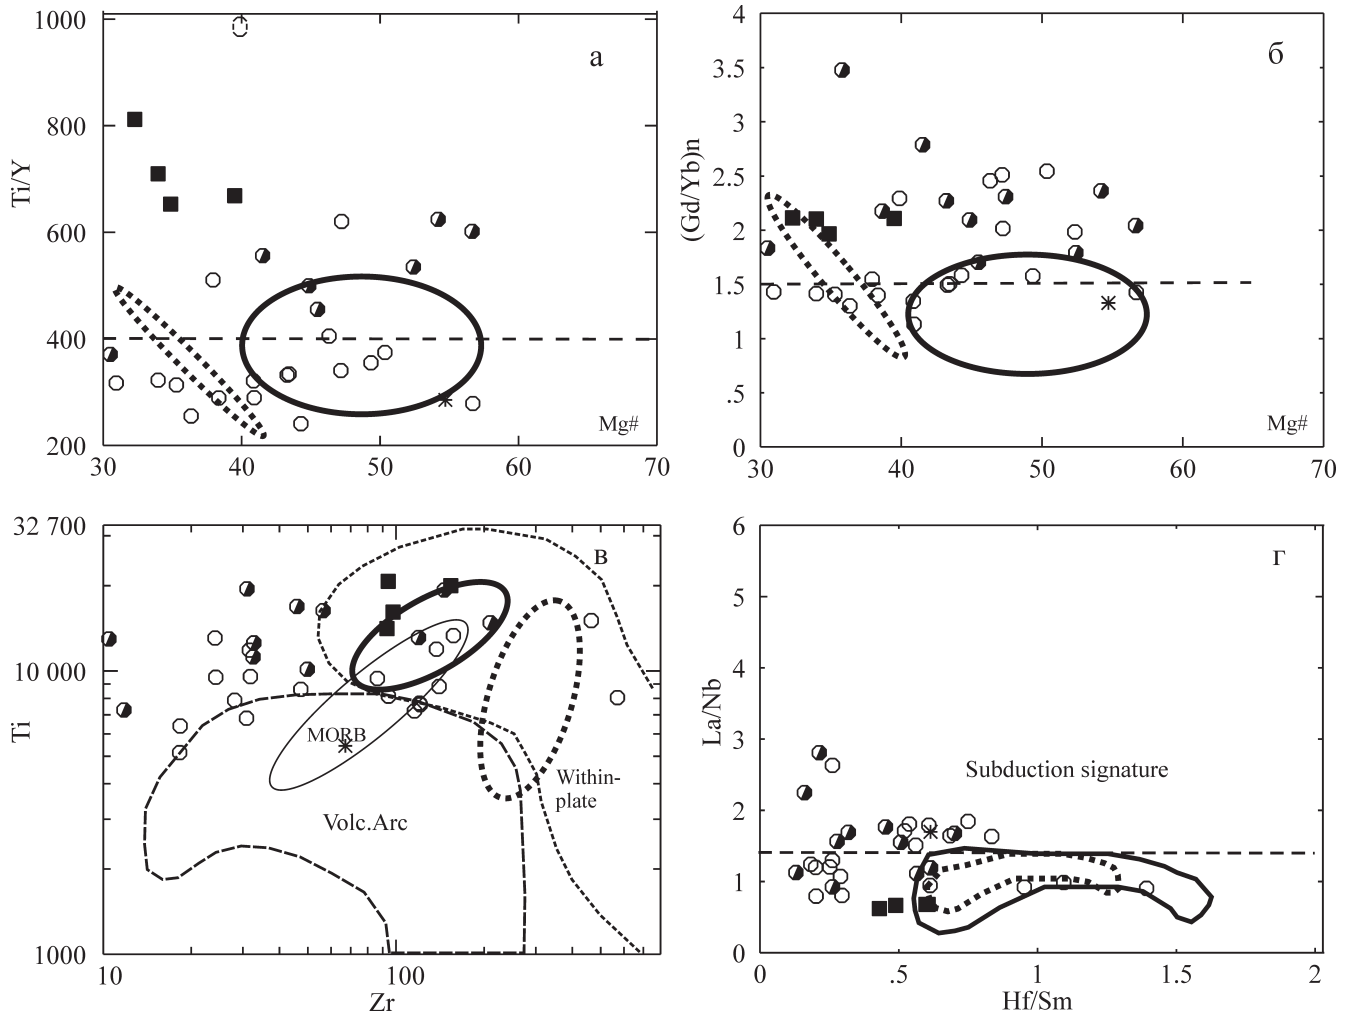 1000
800
600
400
200
Ti/Y
а
Mg#
30
40
50
60
70
4
3.5
3
2.5
2
1.5
1
.5
0
(Gd/Yb)n
б
Mg#
30
40
50
60
70
32 700
10 000
1000
Ti
в
MORB
Within-
plate
Volc.Arc
10
100
Zr
6
5
4
3
2
1
0
La/Nb
г
Subduction signature
0
.5
1
1.5
2
Hf/Sm